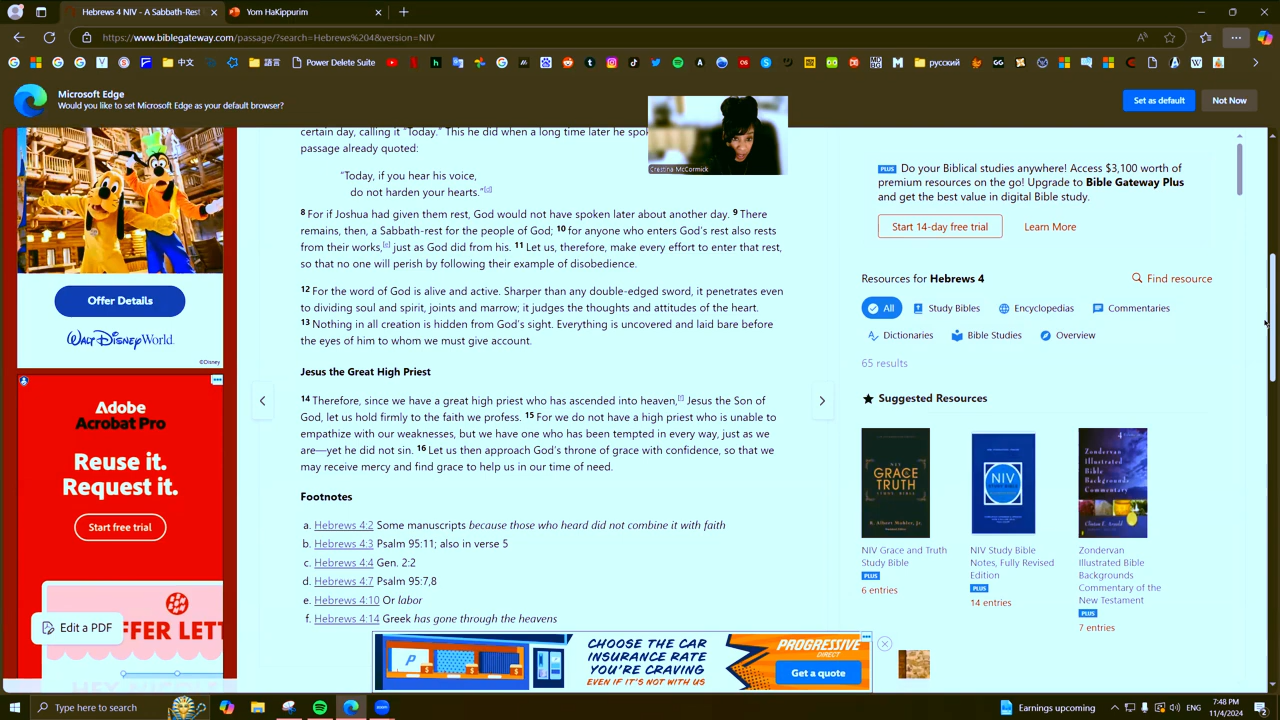 Hebrews 4 NIV - A Sabbath-Rest
Yom HaKippurim
https://www.biblegateway.com/passage/?search=Hebrews%204&version=NIV
中文
Power Delete Suite
русский
Microsoft Edge
Would you like to set Microsoft Edge as your default browser?
Set as default
Not Now
certain day, calling it “Today.” This he did when a long time later he spok
passage already quoted:
“Today, if you hear his voice,
do not harden your hearts.”[d]
8 For if Joshua had given them rest, God would not have spoken later about another day. 9 There
remains, then, a Sabbath-rest for the people of God; 10 for anyone who enters God’s rest also rests
from their works,[e] just as God did from his. 11 Let us, therefore, make every effort to enter that rest,
so that no one will perish by following their example of disobedience.
12 For the word of God is alive and active. Sharper than any double-edged sword, it penetrates even
to dividing soul and spirit, joints and marrow; it judges the thoughts and attitudes of the heart.
13 Nothing in all creation is hidden from God’s sight. Everything is uncovered and laid bare before
the eyes of him to whom we must give account.
Jesus the Great High Priest
14 Therefore, since we have a great high priest who has ascended into heaven,[f] Jesus the Son of
God, let us hold firmly to the faith we profess. 15 For we do not have a high priest who is unable to
empathize with our weaknesses, but we have one who has been tempted in every way, just as we
are—yet he did not sin. 16 Let us then approach God’s throne of grace with confidence, so that we
may receive mercy and find grace to help us in our time of need.
Footnotes
a. Hebrews 4:2 Some manuscripts because those who heard did not combine it with faith
b. Hebrews 4:3 Psalm 95:11; also in verse 5
c. Hebrews 4:4 Gen. 2:2
d. Hebrews 4:7 Psalm 95:7,8
e. Hebrews 4:10 Or labor
f. Hebrews 4:14 Greek has gone through the heavens
Crestina McCormick
Offer Details
Walt Disney World.
©Disney
Adobe
Acrobat Pro
Reuse it.
Request it.
Start free trial
FFER LETT
Edit a PDF
PLUS Do your Biblical studies anywhere! Access $3,100 worth of
premium resources on the go! Upgrade to Bible Gateway Plus
and get the best value in digital Bible study.
Start 14-day free trial
Learn More
Resources for Hebrews 4
Find resource
All
Study Bibles
Encyclopedias
Commentaries
Dictionaries
Bible Studies
Overview
65 results
Suggested Resources
NIV
GRACE
TRUTH
NIV
Zondervan
Illustrated
Bible
Backgrounds
Commentary
NIV Grace and Truth
Study Bible
PLUS
6 entries
NIV Study Bible
Notes, Fully Revised
Edition
PLUS
14 entries
Zondervan
Illustrated Bible
Backgrounds
Commentary of the
New Testament
PLUS
7 entries
CHOOSE THE CAR
INSURANCE RATE
YOU’RE CRAVING
EVEN IF IT’S NOT WITH US
PROGRESSIVE
DIRECT
Get a quote
Type here to search
Earnings upcoming
ENG
7:48 PM
11/4/2024